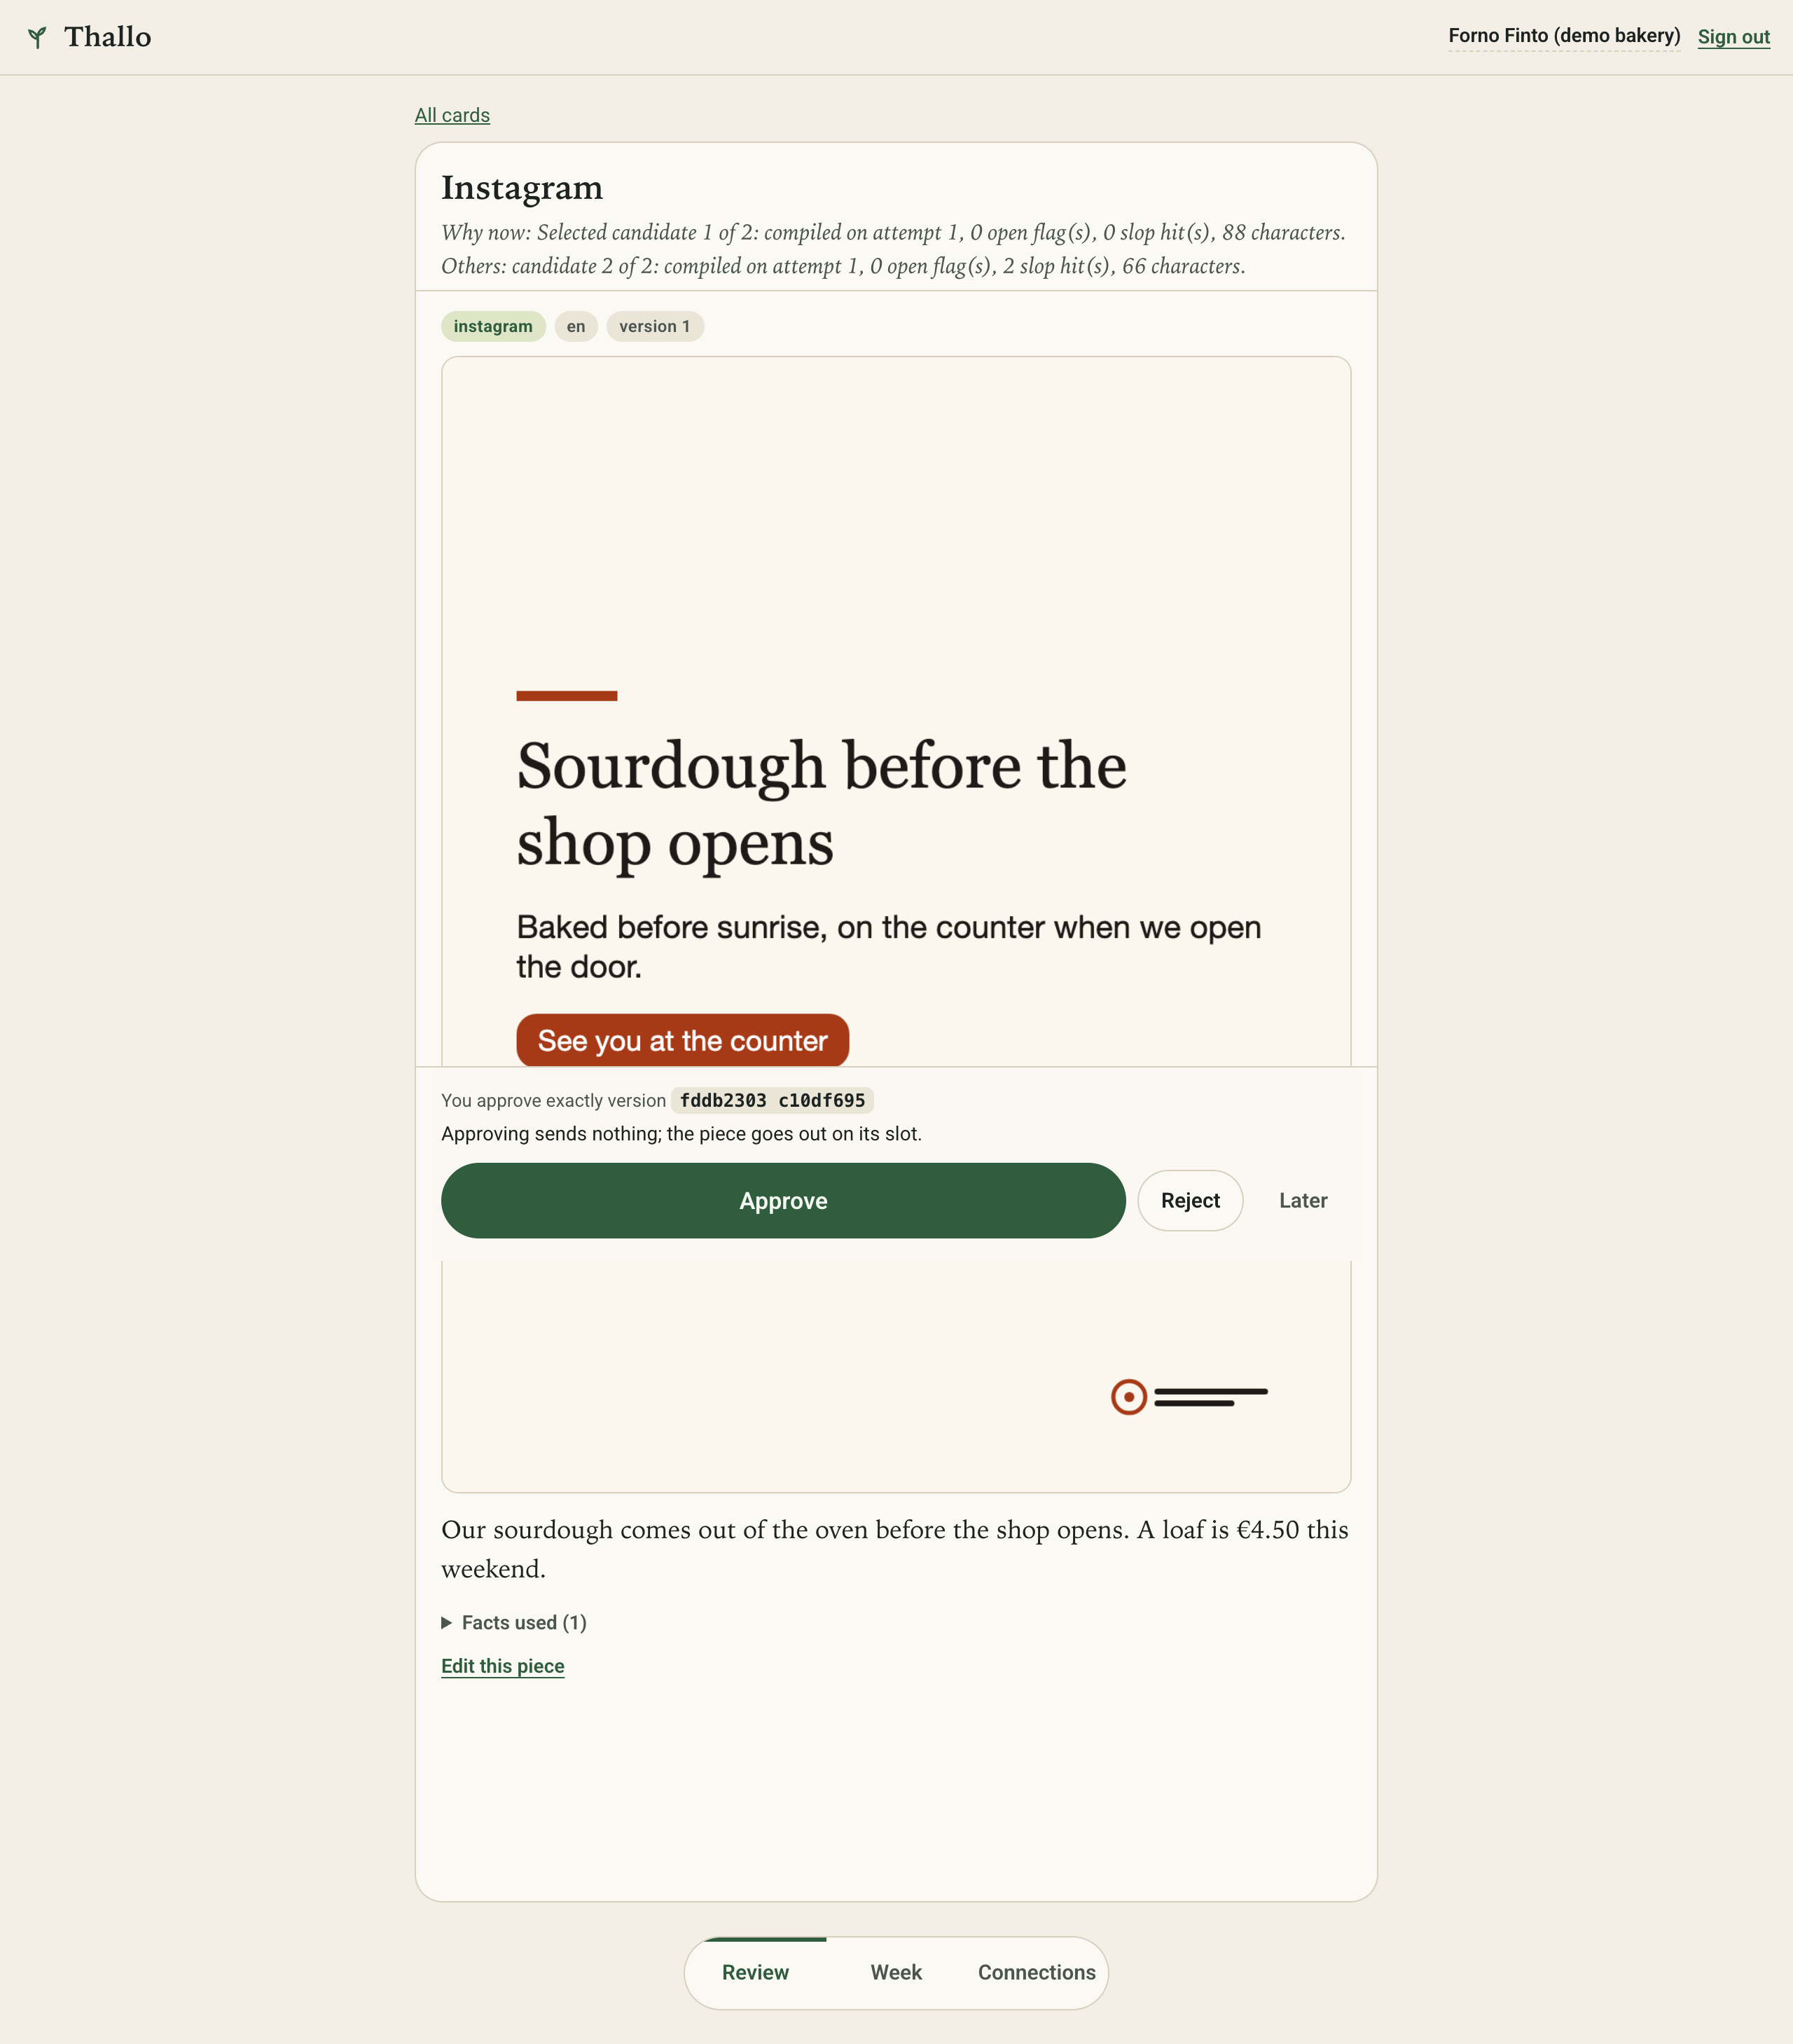 Thallo
Forno Finto (demo bakery)
Sign out
All cards
Instagram
Why now: Selected candidate 1 of 2: compiled on attempt 1, 0 open flag(s), 0 slop hit(s), 88 characters.
Others: candidate 2 of 2: compiled on attempt 1, 0 open flag(s), 2 slop hit(s), 66 characters.
instagram
en
version 1
Sourdough before the
shop opens
Baked before sunrise, on the counter when we open
the door.
See you at the counter
You approve exactly version fddb2303 c10df695
Approving sends nothing; the piece goes out on its slot.
Approve
Reject
Later
Our sourdough comes out of the oven before the shop opens. A loaf is €4.50 this
weekend.
Facts used (1)
Edit this piece
Review
Week
Connections